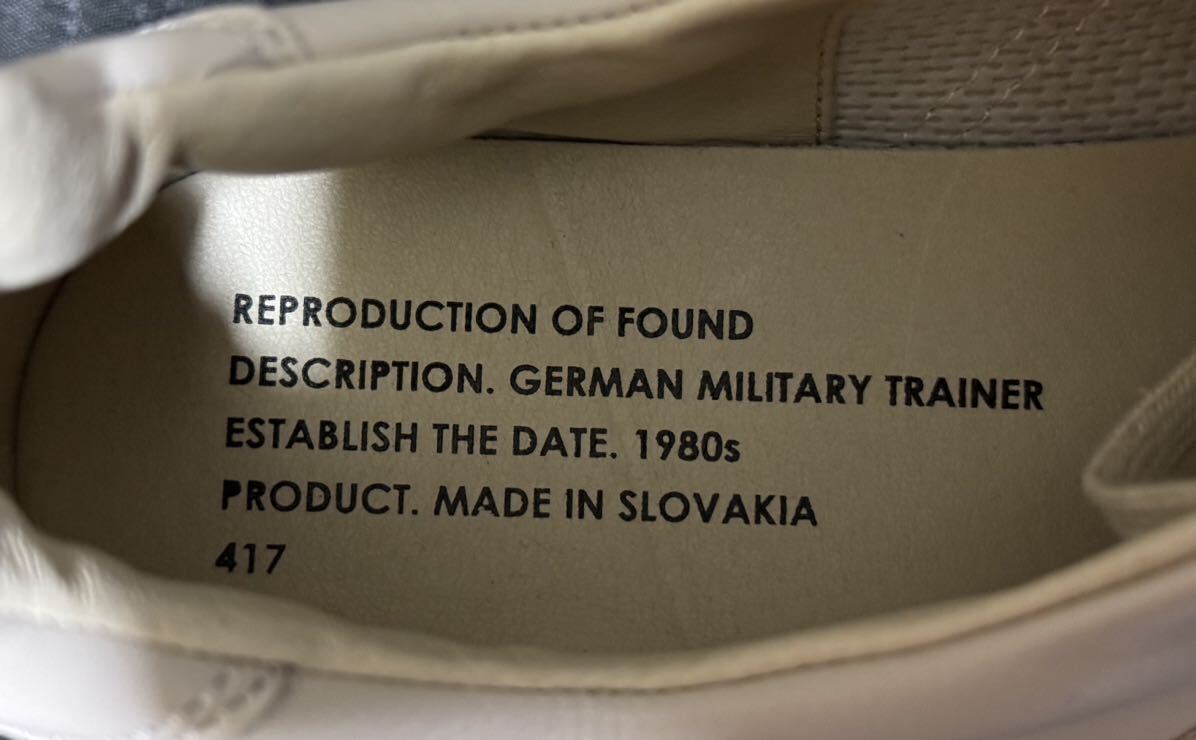 REPRODUCTION OF FOUND
DESCRIPTION. GERMAN MILITARY TRAINER
ESTABLISH THE DATE. 1980s
PRODUCT. MADE IN SLOVAKIA
417